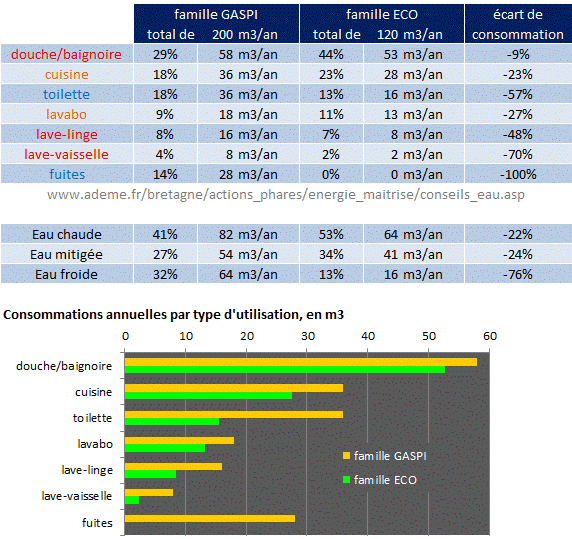 famille GASPI famille ECO écart de
total de 200 m3/an total de 120 m3/an consommation
douche/baignoire 29% 58 m3/an 44% 53 m3/an -9%
cuisine 18% 36 m3/an 23% 28 m3/an -23%
toilette 18% 36 m3/an 13% 16 m3/an -57%
lavabo 9% 18 m3/an 11% 13 m3/an -27%
lave-linge 8% 16 m3/an 7% 8 m3/an -48%
lave-vaisselle 4% 8 m3/an 2% 2 m3/an -70%
fuites 14% 28 m3/an 0% 0 m3/an -100%
www.ademe.fr/bretagne/actions_phares/energie_maitrise/conseils_eau.asp
Eau chaude 41% 82 m3/an 53% 64 m3/an -22%
Eau mitigée 27% 54 m3/an 34% 41 m3/an -24%
Eau froide 32% 64 m3/an 13% 16 m3/an -76%
Consommations annuelles par type d'utilisation, en m3
0 10 20 30 40 50 60
douche/baignoire
cuisine
toilette
lavabo
famille GASPI
lave-linge
famille ECO
lave-vaisselle
fuites